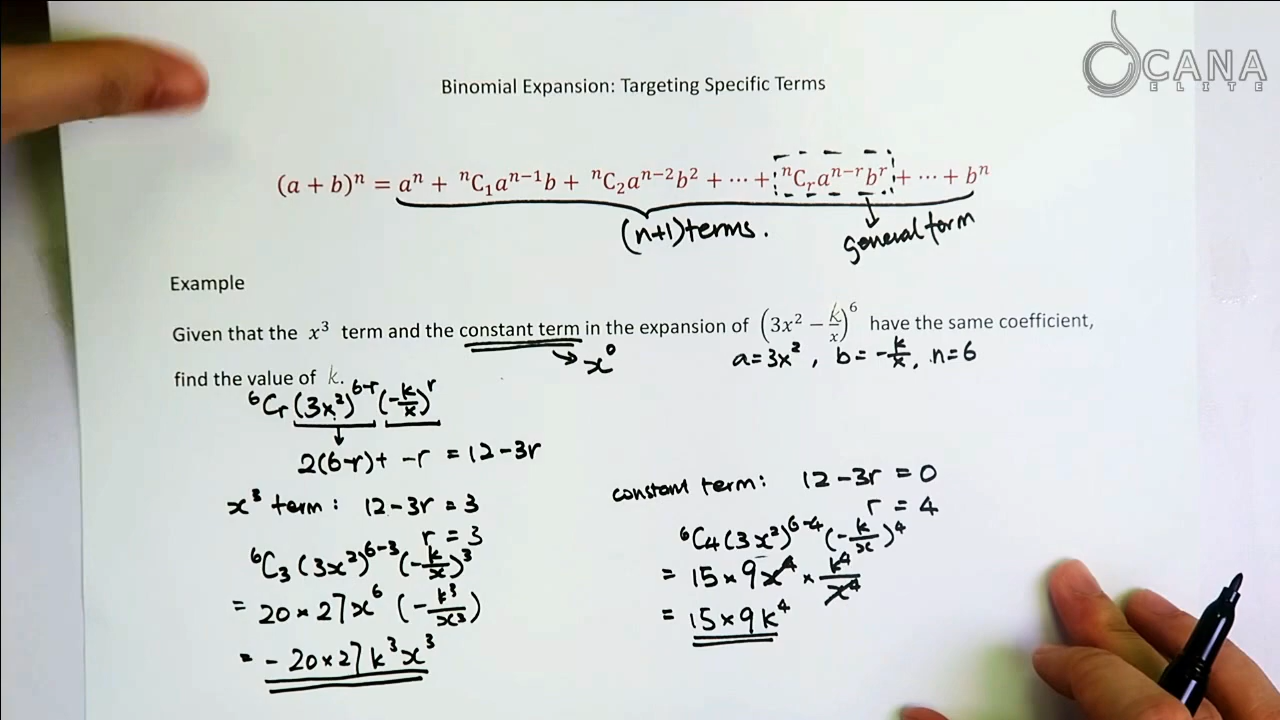 OCANA
ELITE
Binomial Expansion: Targeting Specific Terms
(a + b)ⁿ = aⁿ + ⁿC₁aⁿ⁻¹b + ⁿC₂aⁿ⁻²b² + ⋯ + ⁿCᵣaⁿ⁻ʳbʳ + ⋯ + bⁿ
(n+1) terms.
general term
Example
Given that the x³ term and the constant term in the expansion of (3x² − k/x)⁶ have the same coefficient,
→ x⁰
a = 3x², b = −k/x, n = 6
find the value of k.
⁶Cᵣ (3x²)⁶⁻ʳ (−k/x)ʳ
2(6−r) + −r = 12−3r
x³ term: 12−3r = 3
r = 3
⁶C₃ (3x²)⁶⁻³ (−k/x)³
= 20 × 27x⁶ (−k³/x³)
= −20×27 k³x³
constant term: 12−3r = 0
r = 4
⁶C₄ (3x²)⁶⁻⁴ (−k/x)⁴
= 15 × 9x⁴ × k⁴/x⁴
= 15×9k⁴